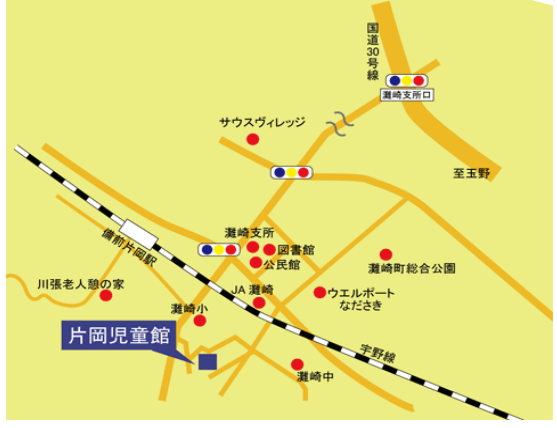 国道30号線
灘崎支所口
サウスヴィレッジ
至玉野
灘崎支所
図書館
公民館
備前片岡駅
灘崎町総合公園
川張老人憩の家
JA 灘崎
ウエルポート
なださき
灘崎小
片岡児童館
宇野線
灘崎中